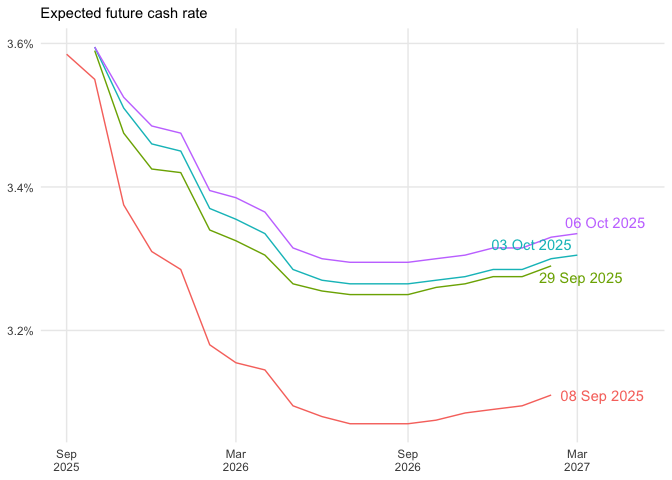 Expected future cash rate
3.6%
3.4%
3.2%
06 Oct 2025
03 Oct 2025
29 Sep 2025
08 Sep 2025
Sep
2025
Mar
2026
Sep
2026
Mar
2027